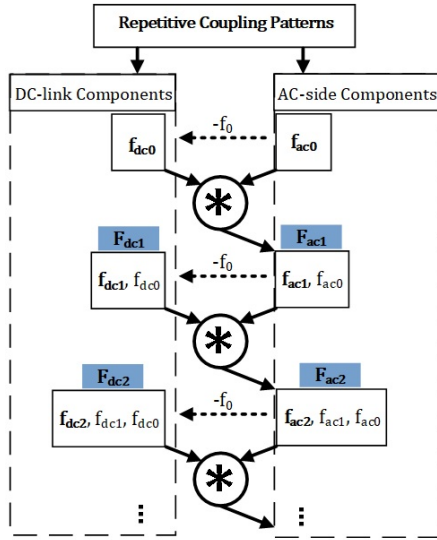 Repetitive Coupling Patterns
DC-link Components AC-side Components
-f0
fdc0 fac0
*
Fdc1 Fac1
-f0
fdc1, fdc0 fac1, fac0
*
Fdc2 Fac2
-f0
fdc2, fdc1, fdc0 fac2, fac1, fac0
*
⋮ ⋮